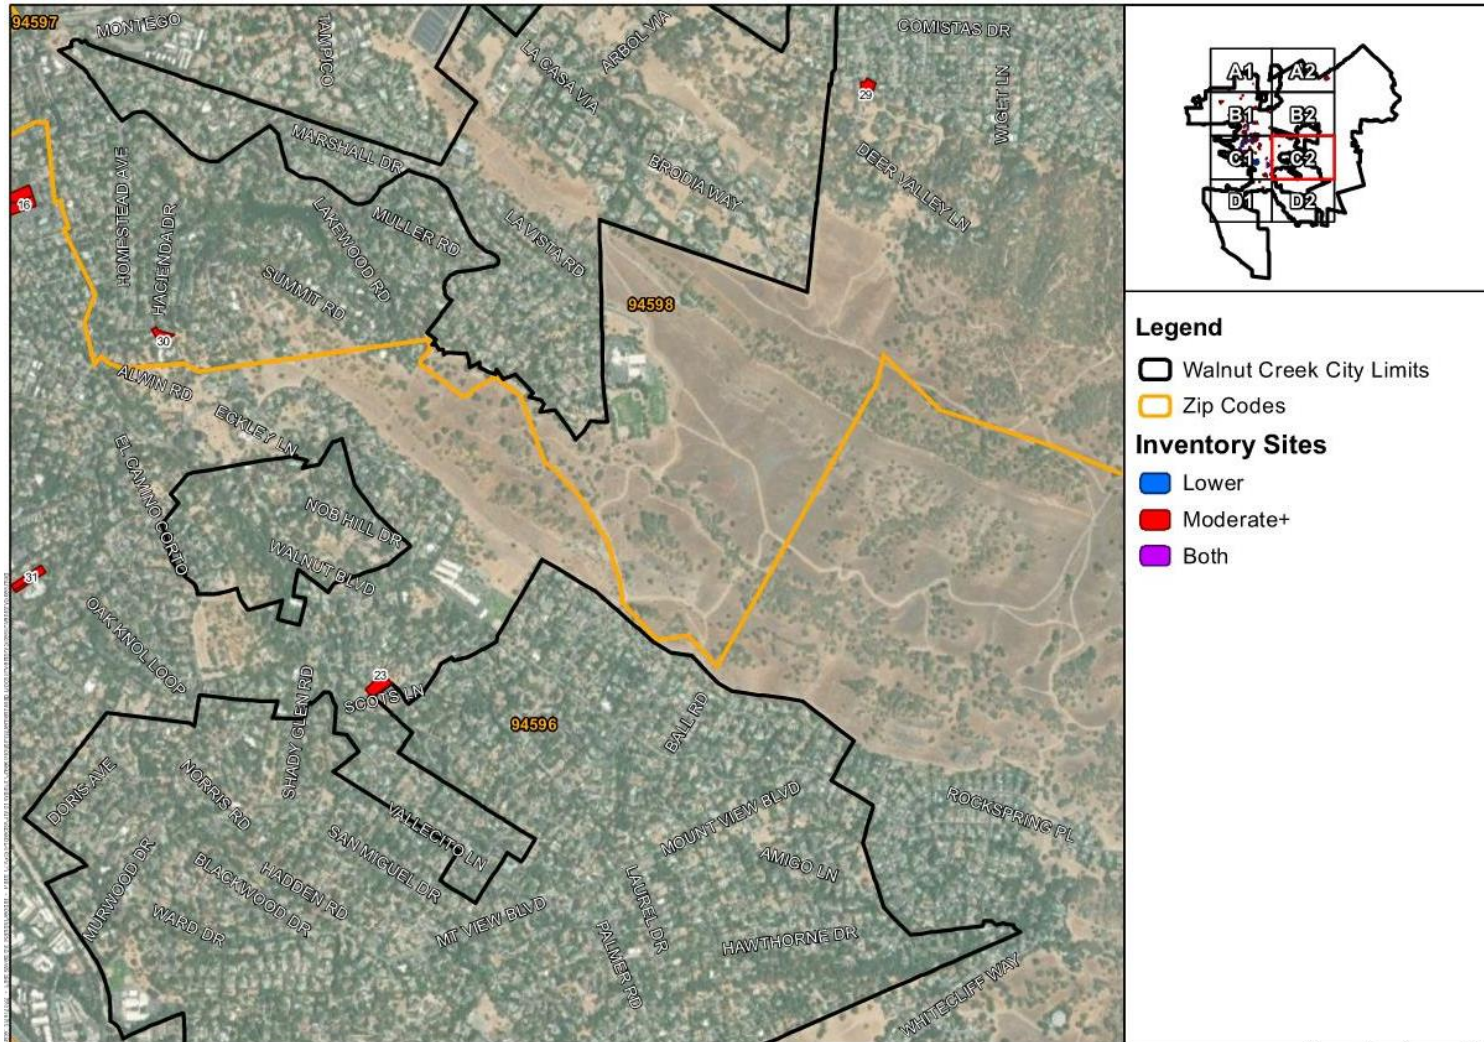 94597
MONTEGO
TAMPICO
LA CASA VIA
ARBOL VIA
COMISTAS DR
WIGET LN
29
MARSHALL DR
BRODIA WAY
DEER VALLEY LN
16
HOMESTEAD AVE
HACIENDA DR
LAKEWOOD RD
MULLER RD
LA VISTA RD
SUMMIT RD
94598
30
ALWIN RD
ECKLEY LN
EL CAMINO CORTO
NOB HILL DR
WALNUT BLVD
31
OAK KNOL LOOP
23
SCOTS LN
SHADY GLEN RD
94596
BALL RD
DORIS AVE
NORRIS RD
VALLECITO LN
MOUNT VIEW BLVD
ROCKSPRING PL
SAN MIGUEL DR
AMIGO LN
MURWOOD DR
BLACKWOOD DR
HADDEN RD
LAUREL DR
WARD DR
MT VIEW BLVD
PALMER RD
HAWTHORNE DR
WHITECLIFF WAY
A1
A2
B1
B2
C1
C2
D1
D2
Legend
Walnut Creek City Limits
Zip Codes
Inventory Sites
Lower
Moderate+
Both